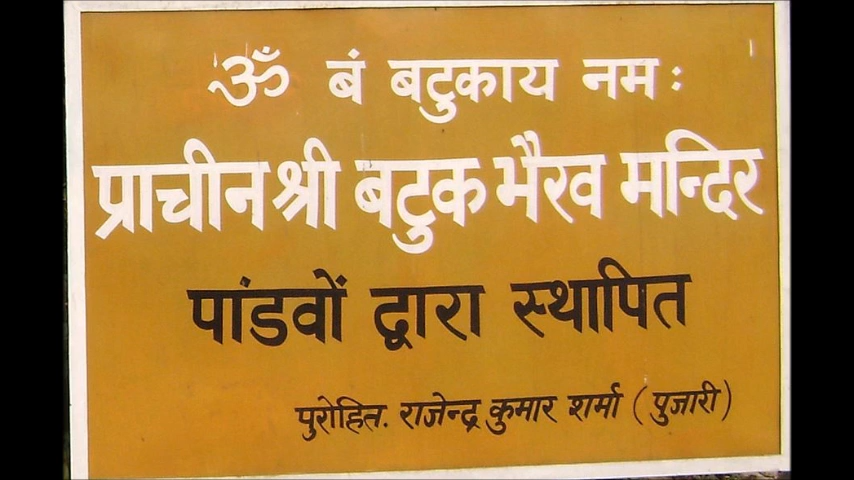 ॐ बं बटुकाय नमः
प्राचीन श्री बटुक भैरव मन्दिर
पांडवों द्वारा स्थापित
पुरोहित. राजेन्द्र कुमार शर्मा (पुजारी)